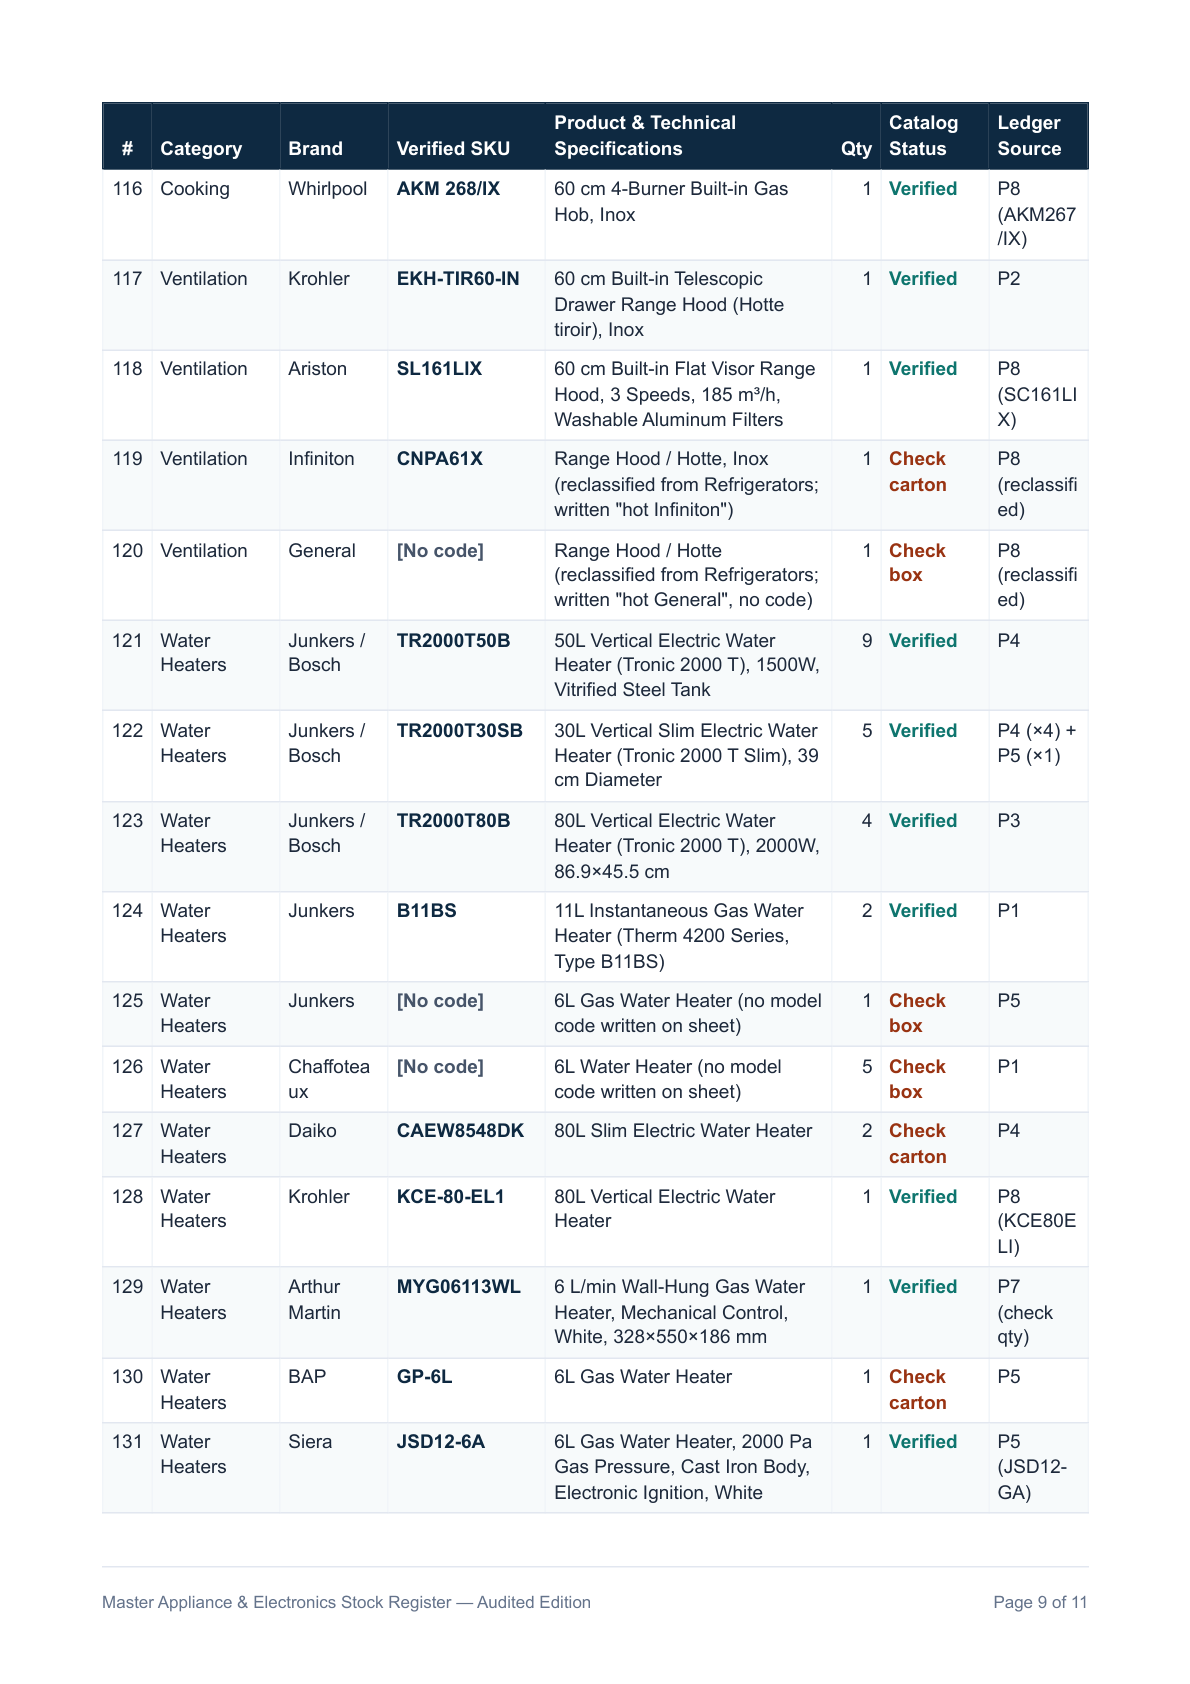 # Category Brand Verified SKU Product & Technical Specifications Qty Catalog Status Ledger Source
116 Cooking Whirlpool AKM 268/IX 60 cm 4-Burner Built-in Gas Hob, Inox 1 Verified P8 (AKM267/IX)
117 Ventilation Krohler EKH-TIR60-IN 60 cm Built-in Telescopic Drawer Range Hood (Hotte tiroir), Inox 1 Verified P2
118 Ventilation Ariston SL161LIX 60 cm Built-in Flat Visor Range Hood, 3 Speeds, 185 m³/h, Washable Aluminum Filters 1 Verified P8 (SC161LIX)
119 Ventilation Infiniton CNPA61X Range Hood / Hotte, Inox (reclassified from Refrigerators; written "hot Infiniton") 1 Check carton P8 (reclassified)
120 Ventilation General [No code] Range Hood / Hotte (reclassified from Refrigerators; written "hot General", no code) 1 Check box P8 (reclassified)
121 Water Heaters Junkers / Bosch TR2000T50B 50L Vertical Electric Water Heater (Tronic 2000 T), 1500W, Vitrified Steel Tank 9 Verified P4
122 Water Heaters Junkers / Bosch TR2000T30SB 30L Vertical Slim Electric Water Heater (Tronic 2000 T Slim), 39 cm Diameter 5 Verified P4 (×4) + P5 (×1)
123 Water Heaters Junkers / Bosch TR2000T80B 80L Vertical Electric Water Heater (Tronic 2000 T), 2000W, 86.9×45.5 cm 4 Verified P3
124 Water Heaters Junkers B11BS 11L Instantaneous Gas Water Heater (Therm 4200 Series, Type B11BS) 2 Verified P1
125 Water Heaters Junkers [No code] 6L Gas Water Heater (no model code written on sheet) 1 Check box P5
126 Water Heaters Chaffoteaux [No code] 6L Water Heater (no model code written on sheet) 5 Check box P1
127 Water Heaters Daiko CAEW8548DK 80L Slim Electric Water Heater 2 Check carton P4
128 Water Heaters Krohler KCE-80-EL1 80L Vertical Electric Water Heater 1 Verified P8 (KCE80ELI)
129 Water Heaters Arthur Martin MYG06113WL 6 L/min Wall-Hung Gas Water Heater, Mechanical Control, White, 328×550×186 mm 1 Verified P7 (check qty)
130 Water Heaters BAP GP-6L 6L Gas Water Heater 1 Check carton P5
131 Water Heaters Siera JSD12-6A 6L Gas Water Heater, 2000 Pa Gas Pressure, Cast Iron Body, Electronic Ignition, White 1 Verified P5 (JSD12-GA)
Master Appliance & Electronics Stock Register — Audited Edition Page 9 of 11